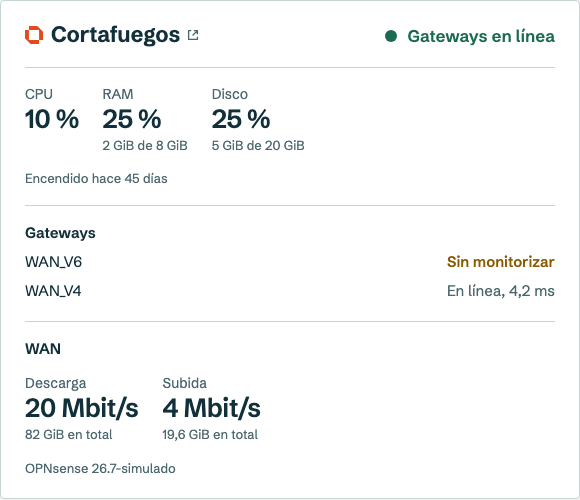 Cortafuegos
Gateways en línea
CPU RAM Disco
10 % 25 % 25 %
2 GiB de 8 GiB 5 GiB de 20 GiB
Encendido hace 45 días
Gateways
WAN_V6 Sin monitorizar
WAN_V4 En línea, 4,2 ms
WAN
Descarga Subida
20 Mbit/s 4 Mbit/s
82 GiB en total 19,6 GiB en total
OPNsense 26.7-simulado